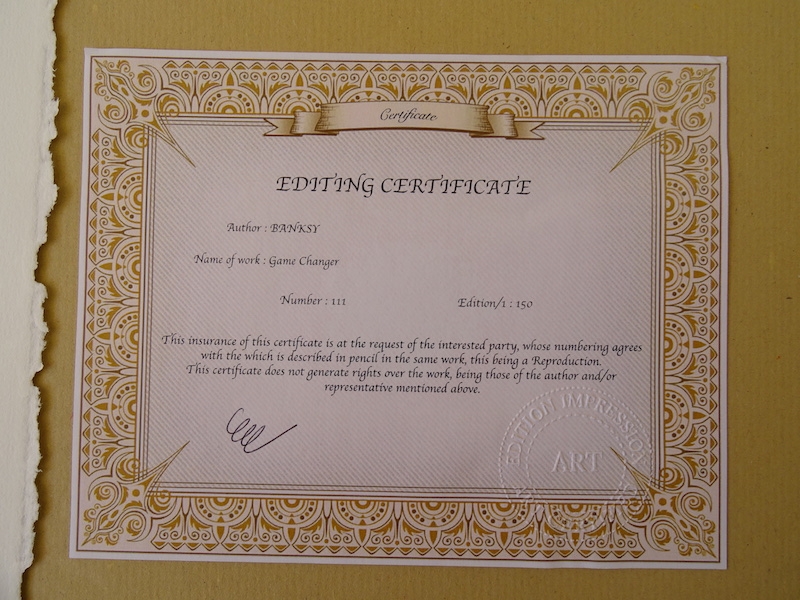 Certificate
EDITING CERTIFICATE
Author : BANKSY
Name of work : Game Changer
Number : 111 Edition/1 : 150
This insurance of this certificate is at the request of the interested party, whose numbering agrees
with the which is described in pencil in the same work, this being a Reproduction.
This certificate does not generate rights over the work, being those of the author and/or
representative mentioned above.
EDITION IMPRESSION
ART